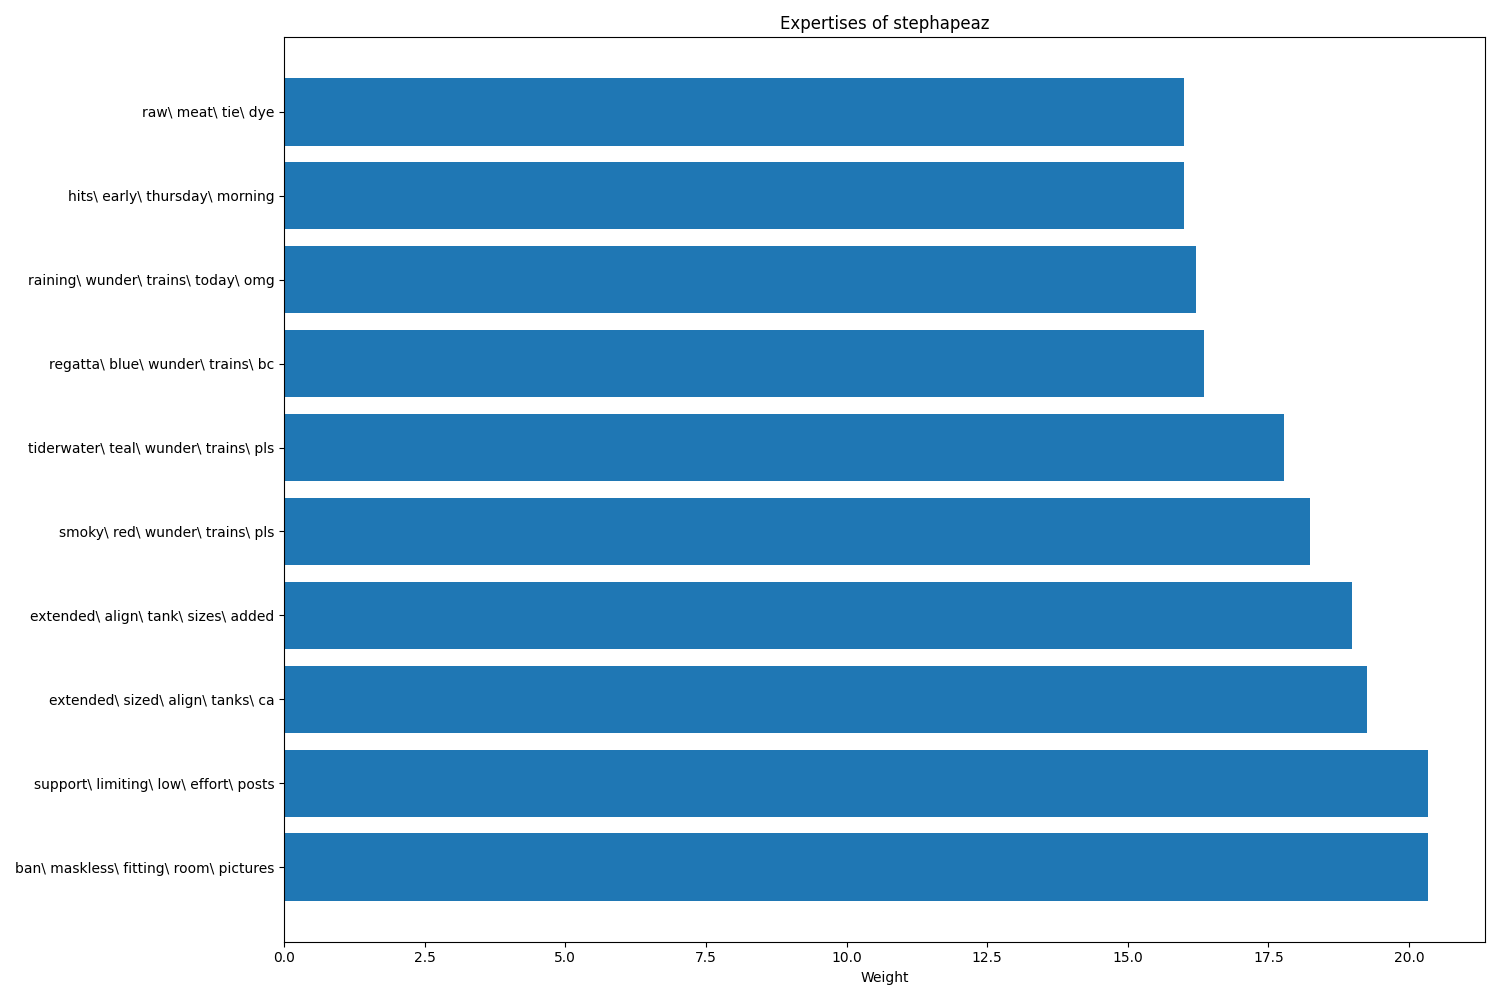 Expertises of stephapeaz
raw\ meat\ tie\ dye
hits\ early\ thursday\ morning
raining\ wunder\ trains\ today\ omg
regatta\ blue\ wunder\ trains\ bc
tiderwater\ teal\ wunder\ trains\ pls
smoky\ red\ wunder\ trains\ pls
extended\ align\ tank\ sizes\ added
extended\ sized\ align\ tanks\ ca
support\ limiting\ low\ effort\ posts
ban\ maskless\ fitting\ room\ pictures
0.0 2.5 5.0 7.5 10.0 12.5 15.0 17.5 20.0
Weight